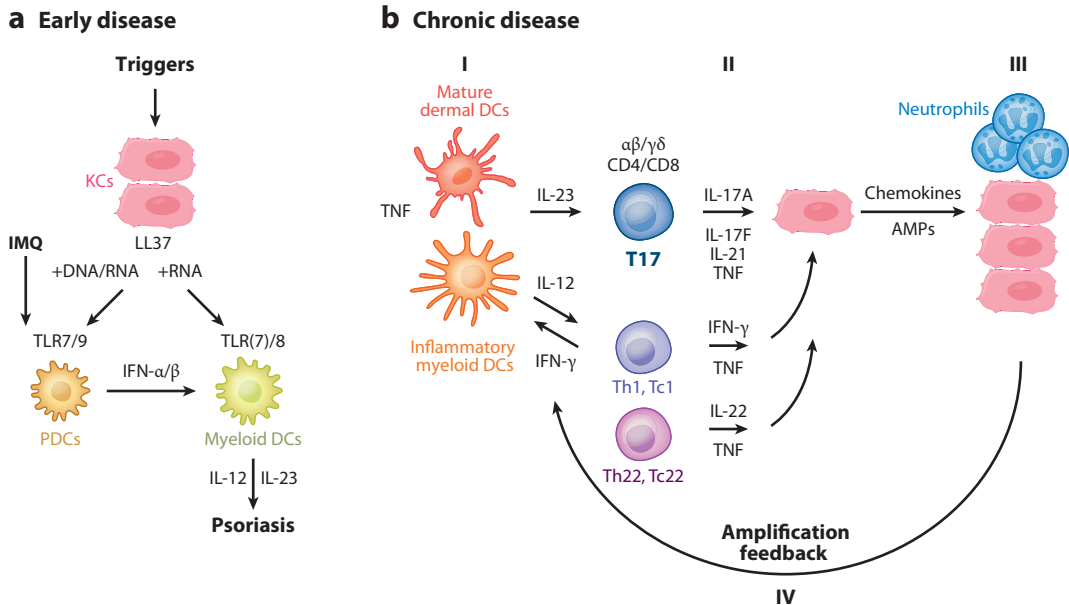 a Early disease
Triggers
KCs
LL37
IMQ
+DNA/RNA
+RNA
TLR7/9
TLR(7)/8
IFN-α/β
PDCs
Myeloid DCs
IL-12
IL-23
Psoriasis
b Chronic disease
I
II
III
Mature
dermal DCs
TNF
Inflammatory
myeloid DCs
IL-23
IL-12
IFN-γ
αβ/γδ
CD4/CD8
T17
Th1, Tc1
Th22, Tc22
IL-17A
IL-17F
IL-21
TNF
IFN-γ
TNF
IL-22
TNF
Chemokines
AMPs
Neutrophils
Amplification
feedback
IV